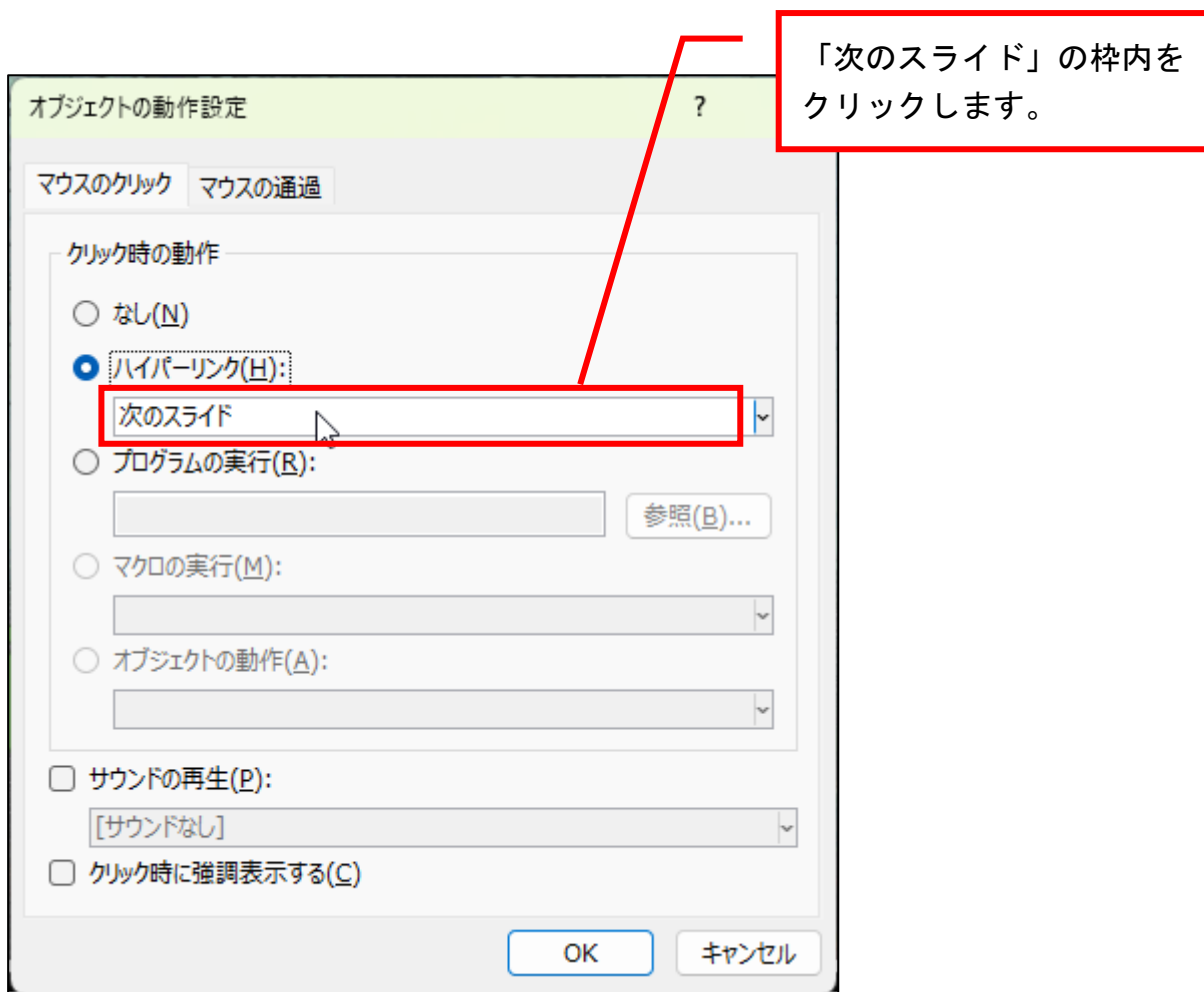 「次のスライド」の枠内を
クリックします。
オブジェクトの動作設定
?
マウスのクリック
マウスの通過
クリック時の動作
なし(N)
ハイパーリンク(H):
次のスライド
プログラムの実行(R):
参照(B)...
マクロの実行(M):
オブジェクトの動作(A):
サウンドの再生(P):
[サウンドなし]
クリック時に強調表示する(C)
OK
キャンセル